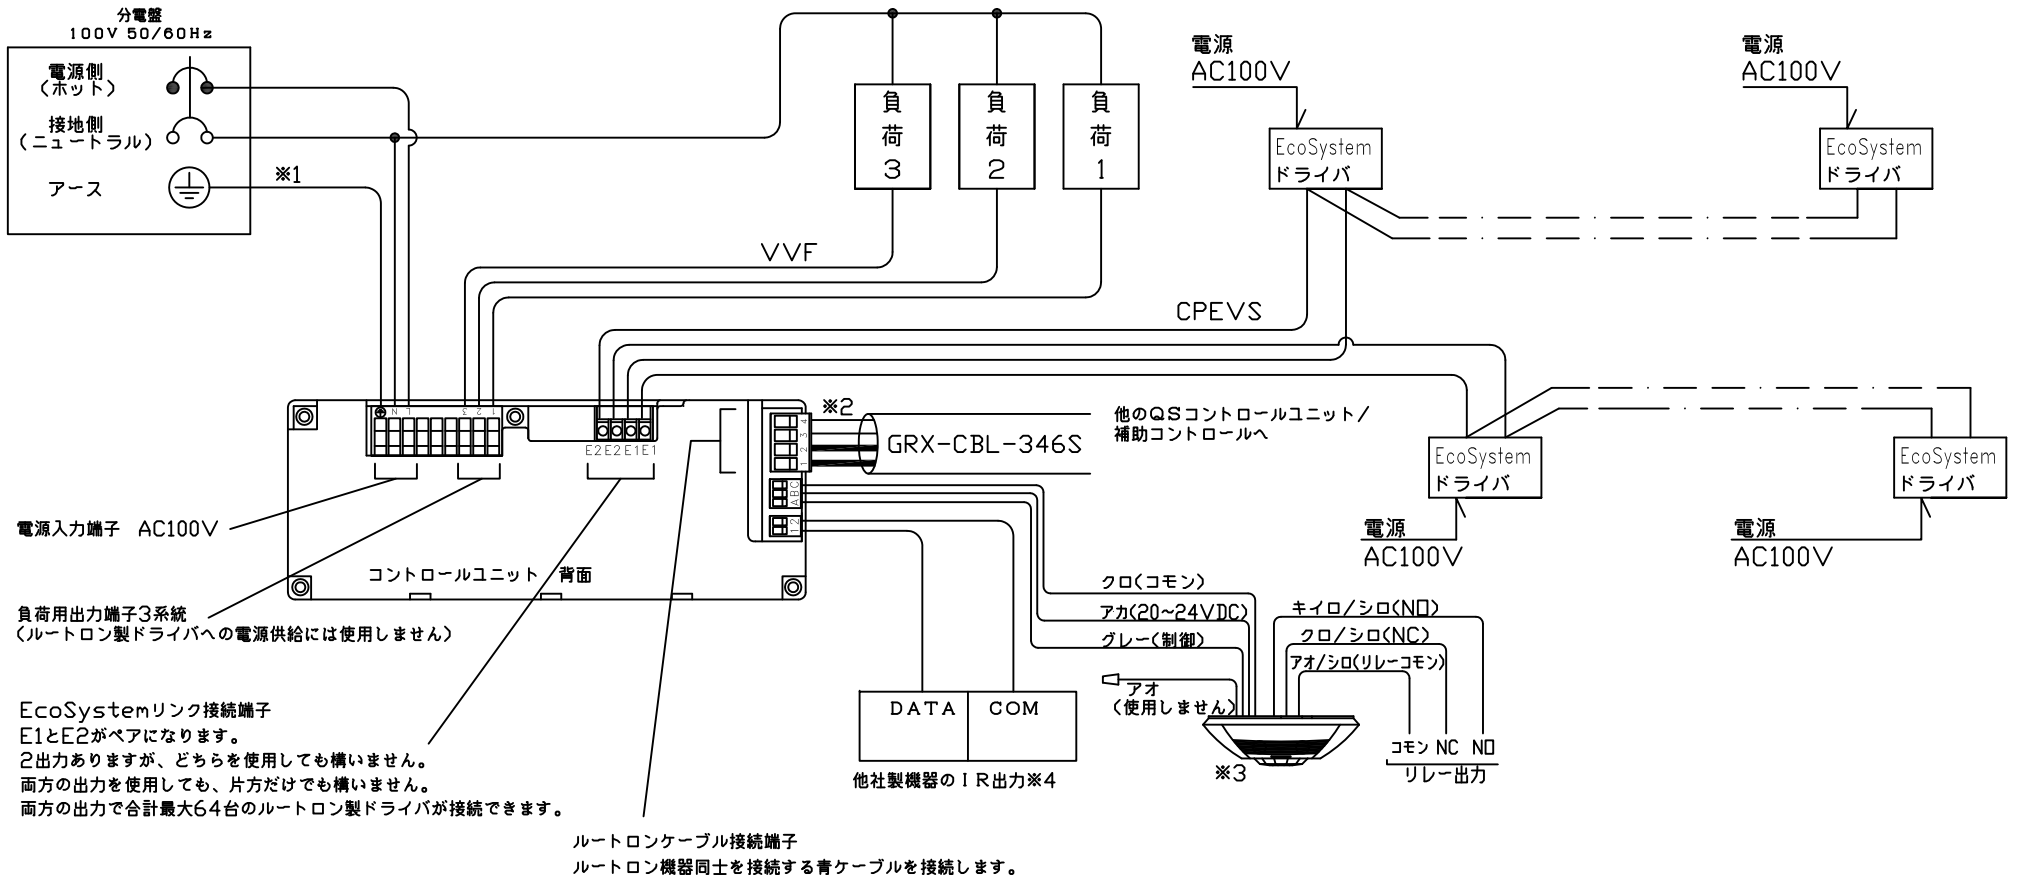 分電盤
100V 50/60Hz
電源側
(ホット)
接地側
(ニュートラル)
アース
※1
負荷3
負荷2
負荷1
VVF
電源
AC100V
EcoSystem
ドライバ
電源
AC100V
EcoSystem
ドライバ
CPEVS
N L
3 2 1
E2E2E1E1
4 3 2 1
ABC
12
※2
GRX-CBL-346S
他のQSコントロールユニット/
補助コントロールへ
EcoSystem
ドライバ
電源
AC100V
EcoSystem
ドライバ
電源
AC100V
電源入力端子 AC100V
コントロールユニット 背面
負荷用出力端子3系統
(ルートロン製ドライバへの電源供給には使用しません)
クロ(コモン)
アカ(20~24VDC)
グレー(制御)
アオ
(使用しません)
キイロ/シロ(NO)
クロ/シロ(NC)
アオ/シロ(リレーコモン)
コモン NC NO
リレー出力
※3
DATA COM
他社製機器のIR出力※4
EcoSystemリンク接続端子
E1とE2がペアになります。
2出力ありますが、どちらを使用しても構いません。
両方の出力を使用しても、片方だけでも構いません。
両方の出力で合計最大64台のルートロン製ドライバが接続できます。
ルートロンケーブル接続端子
ルートロン機器同士を接続する青ケーブルを接続します。